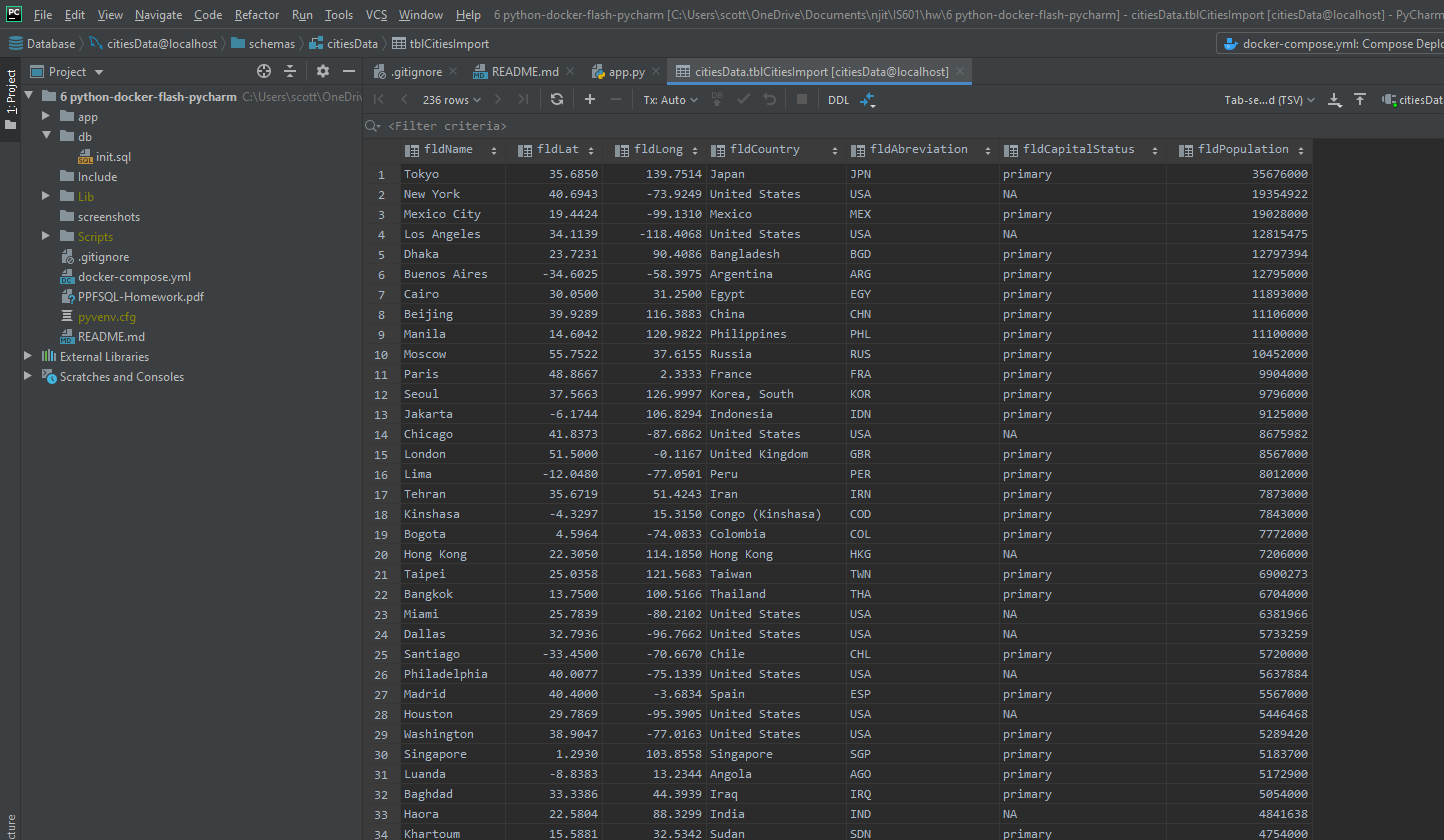 PC File Edit View Navigate Code Refactor Run Tools VCS Window Help 6 python-docker-flash-pycharm [C:\Users\scott\OneDrive\Documents\njit\IS601\hw\6 python-docker-flash-pycharm] - citiesData.tblCitiesImport [citiesData@localhost] - PyCharm
Database citiesData@localhost schemas citiesData tblCitiesImport docker-compose.yml: Compose Deplo
1: Project
Project
.gitignore README.md app.py citiesData.tblCitiesImport [citiesData@localhost]
6 python-docker-flash-pycharm C:\Users\scott\OneDriv
236 rows Tx: Auto DB DDL Tab-se...d (TSV) citiesDat
app
<Filter criteria>
db
init.sql
Include
Lib
screenshots
Scripts
.gitignore
docker-compose.yml
PPFSQL-Homework.pdf
pyvenv.cfg
README.md
External Libraries
Scratches and Consoles
fldName fldLat fldLong fldCountry fldAbreviation fldCapitalStatus fldPopulation
1 Tokyo 35.6850 139.7514 Japan JPN primary 35676000
2 New York 40.6943 -73.9249 United States USA NA 19354922
3 Mexico City 19.4424 -99.1310 Mexico MEX primary 19028000
4 Los Angeles 34.1139 -118.4068 United States USA NA 12815475
5 Dhaka 23.7231 90.4086 Bangladesh BGD primary 12797394
6 Buenos Aires -34.6025 -58.3975 Argentina ARG primary 12795000
7 Cairo 30.0500 31.2500 Egypt EGY primary 11893000
8 Beijing 39.9289 116.3883 China CHN primary 11106000
9 Manila 14.6042 120.9822 Philippines PHL primary 11100000
10 Moscow 55.7522 37.6155 Russia RUS primary 10452000
11 Paris 48.8667 2.3333 France FRA primary 9904000
12 Seoul 37.5663 126.9997 Korea, South KOR primary 9796000
13 Jakarta -6.1744 106.8294 Indonesia IDN primary 9125000
14 Chicago 41.8373 -87.6862 United States USA NA 8675982
15 London 51.5000 -0.1167 United Kingdom GBR primary 8567000
16 Lima -12.0480 -77.0501 Peru PER primary 8012000
17 Tehran 35.6719 51.4243 Iran IRN primary 7873000
18 Kinshasa -4.3297 15.3150 Congo (Kinshasa) COD primary 7843000
19 Bogota 4.5964 -74.0833 Colombia COL primary 7772000
20 Hong Kong 22.3050 114.1850 Hong Kong HKG NA 7206000
21 Taipei 25.0358 121.5683 Taiwan TWN primary 6900273
22 Bangkok 13.7500 100.5166 Thailand THA primary 6704000
23 Miami 25.7839 -80.2102 United States USA NA 6381966
24 Dallas 32.7936 -96.7662 United States USA NA 5733259
25 Santiago -33.4500 -70.6670 Chile CHL primary 5720000
26 Philadelphia 40.0077 -75.1339 United States USA NA 5637884
27 Madrid 40.4000 -3.6834 Spain ESP primary 5567000
28 Houston 29.7869 -95.3905 United States USA NA 5446468
29 Washington 38.9047 -77.0163 United States USA primary 5289420
30 Singapore 1.2930 103.8558 Singapore SGP primary 5183700
31 Luanda -8.8383 13.2344 Angola AGO primary 5172900
32 Baghdad 33.3386 44.3939 Iraq IRQ primary 5054000
33 Haora 22.5804 88.3299 India IND NA 4841638
34 Khartoum 15.5881 32.5342 Sudan SDN primary 4754000
cture